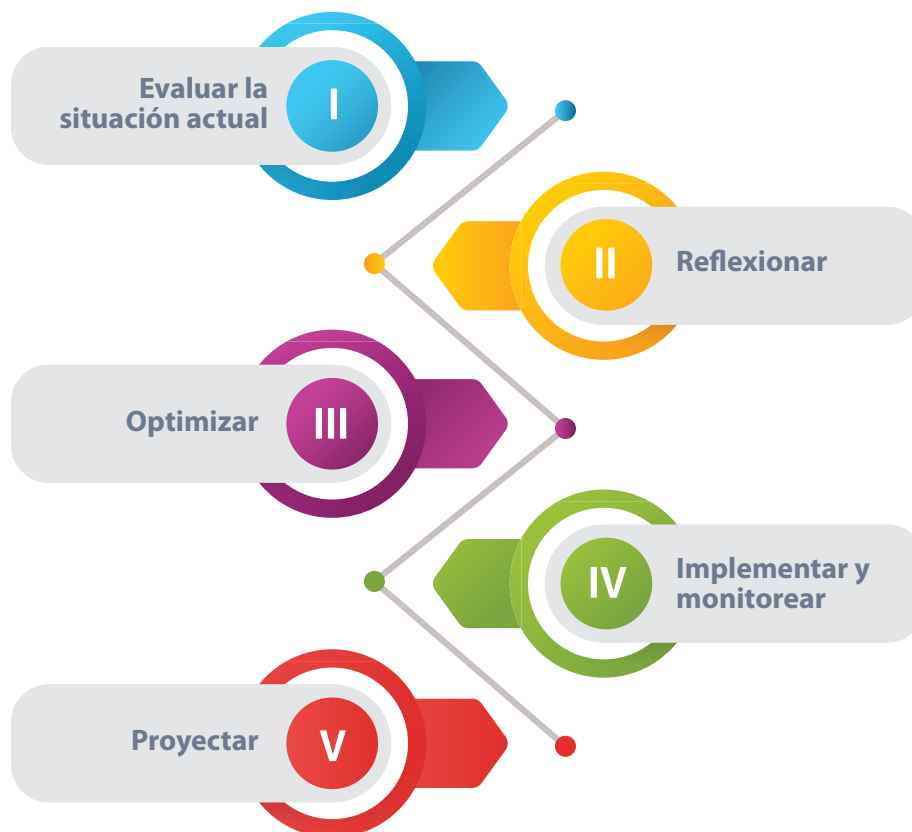 Evaluar la
situación actual
I
II
Reflexionar
Optimizar
III
IV
Implementar y
monitorear
Proyectar
V